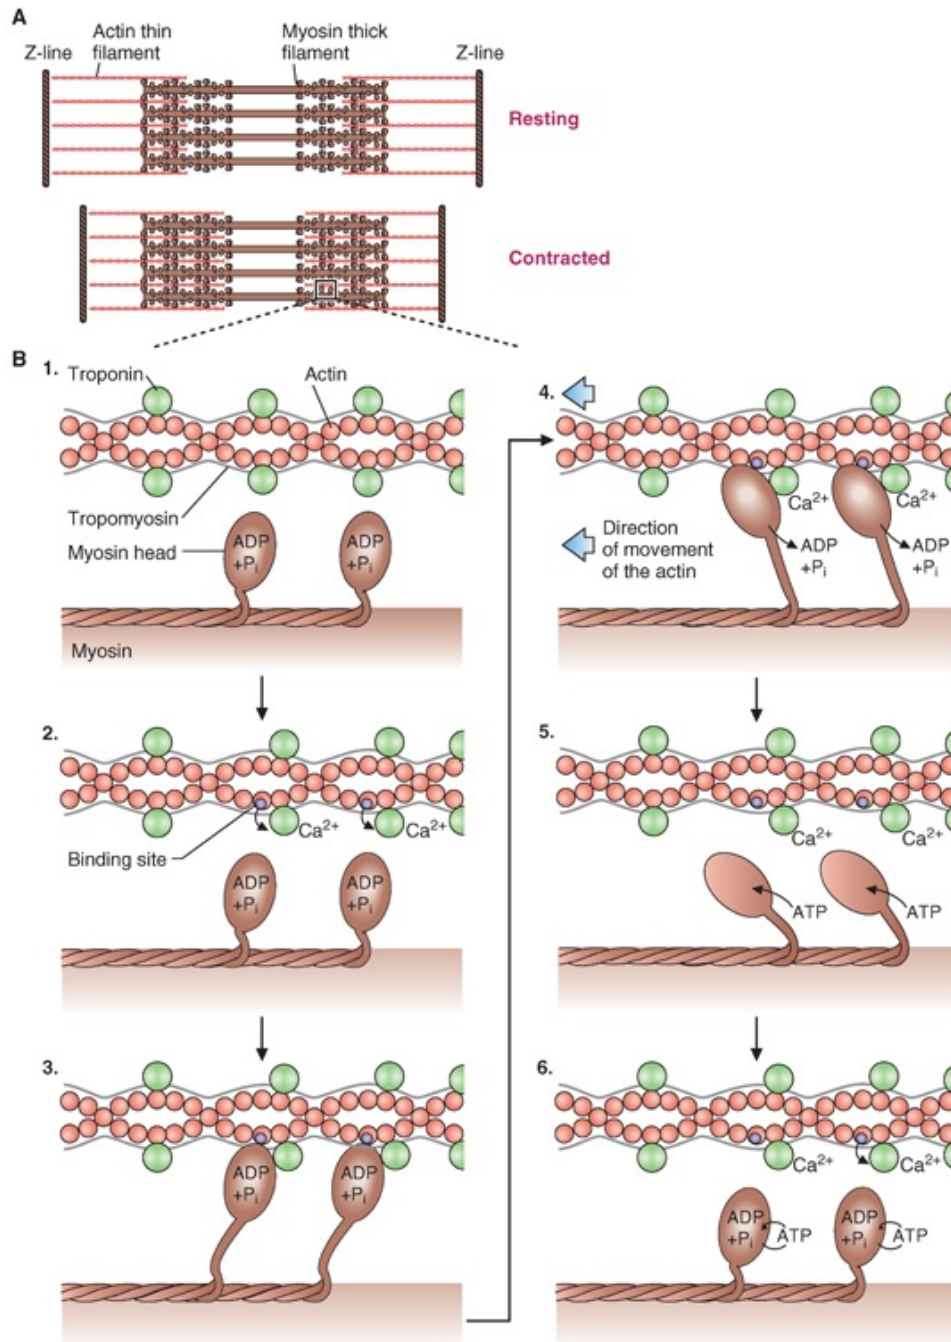 A
Actin thin
filament
Myosin thick
filament
Z-line
Z-line
Resting
Contracted
B
1.
Troponin
Actin
Tropomyosin
Myosin head
ADP
+Pi
ADP
+Pi
Myosin
2.
Ca2+
Ca2+
Binding site
ADP
+Pi
ADP
+Pi
3.
ADP
+Pi
ADP
+Pi
4.
Ca2+
Ca2+
Direction
of movement
of the actin
ADP
+Pi
ADP
+Pi
5.
Ca2+
Ca2+
ATP
ATP
6.
Ca2+
Ca2+
ADP
+Pi
ATP
ADP
+Pi
ATP